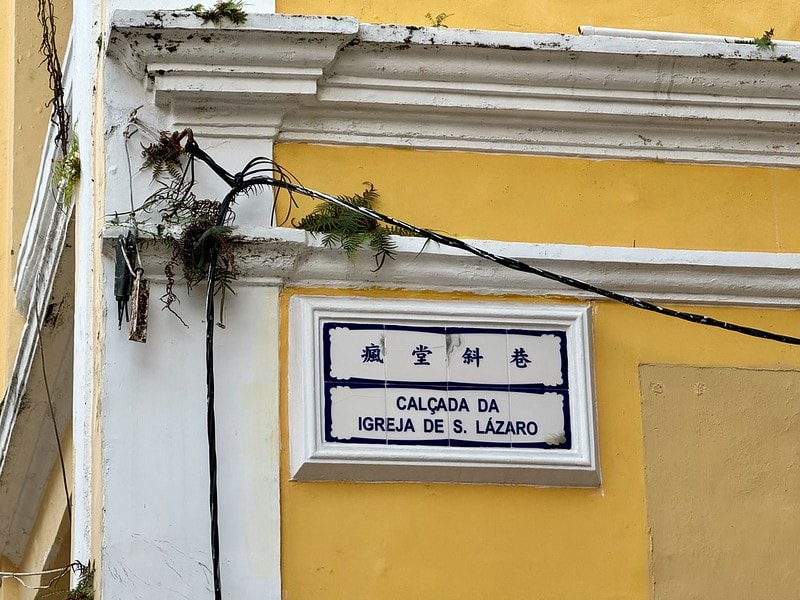 瘋堂斜巷
CALÇADA DA
IGREJA DE S. LÁZARO